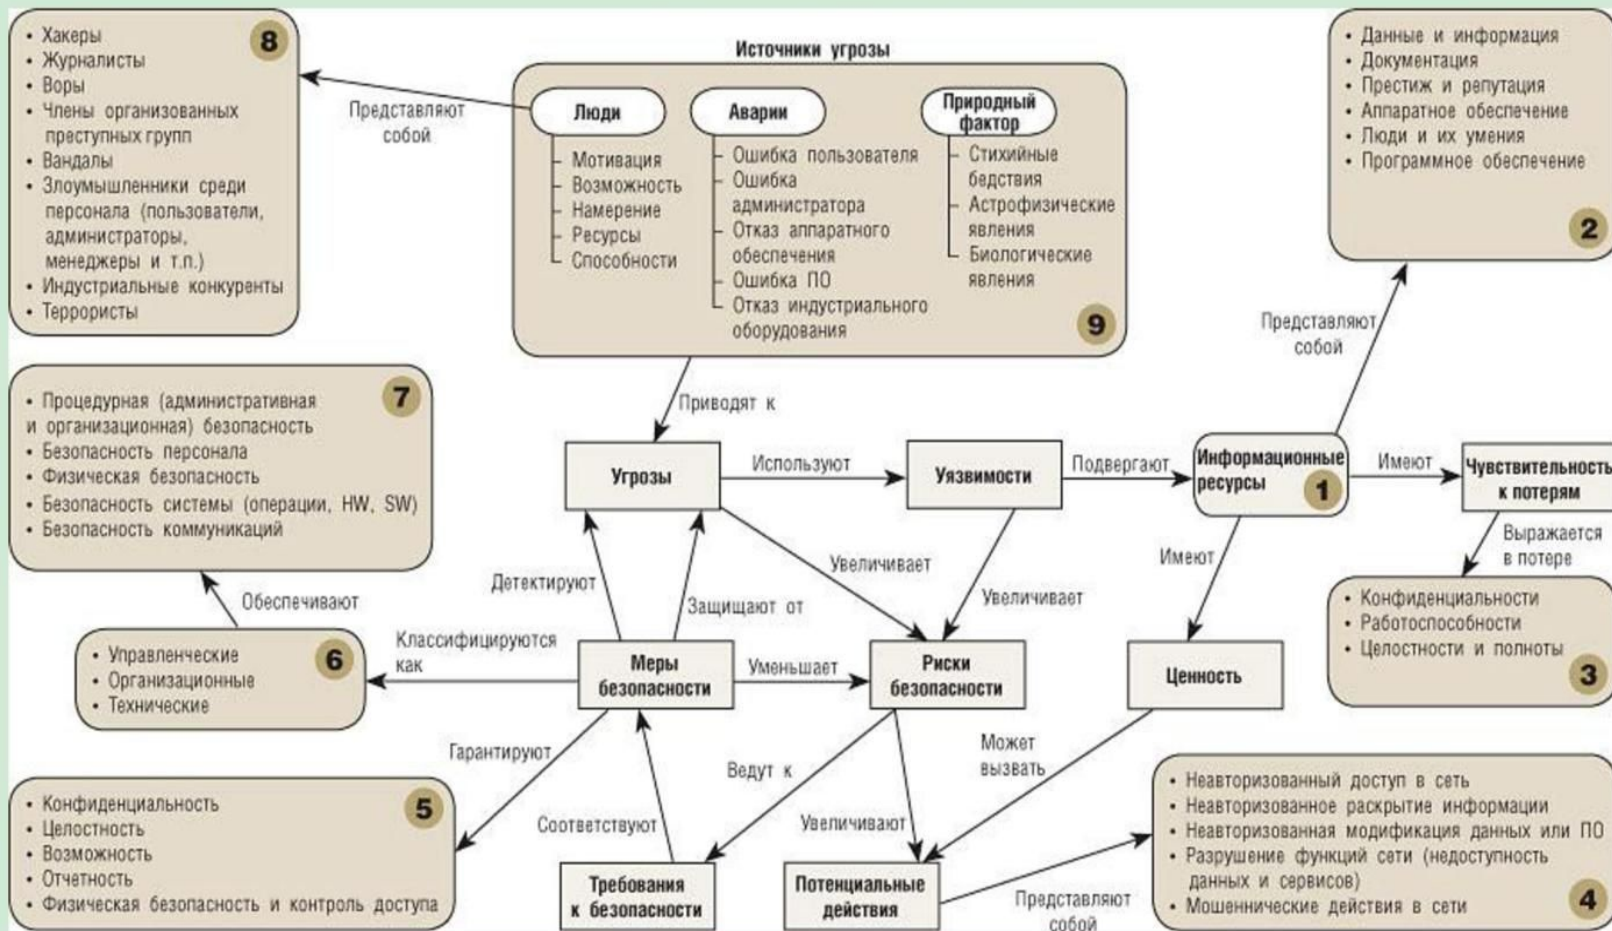 • Хакеры
• Журналисты
• Воры
• Члены организованных
преступных групп
• Вандалы
• Злоумышленники среди
персонала (пользователи,
администраторы,
менеджеры и т.п.)
• Индустриальные конкуренты
• Террористы
8
Представляют
собой
Источники угрозы
Люди
Мотивация
Возможность
Намерение
Ресурсы
Способности
Аварии
Ошибка пользователя
Ошибка
администратора
Отказ аппаратного
обеспечения
Ошибка ПО
Отказ индустриального
оборудования
Природный
фактор
Стихийные
бедствия
Астрофизические
явления
Биологические
явления
9
• Данные и информация
• Документация
• Престиж и репутация
• Аппаратное обеспечение
• Люди и их умения
• Программное обеспечение
2
Представляют
собой
• Процедурная (административная
и организационная) безопасность
• Безопасность персонала
• Физическая безопасность
• Безопасность системы (операции, HW, SW)
• Безопасность коммуникаций
7
Приводят к
Угрозы
Используют
Уязвимости
Подвергают
Информационные
ресурсы
1
Имеют
Чувствительность
к потерям
Выражается
в потере
Детектируют
Защищают от
Увеличивает
Увеличивает
Имеют
Обеспечивают
• Конфиденциальности
• Работоспособности
• Целостности и полноты
3
• Управленческие
• Организационные
• Технические
6
Классифицируются
как
Меры
безопасности
Уменьшает
Риски
безопасности
Ценность
Гарантируют
Ведут к
Может
вызвать
Соответствуют
Увеличивают
• Конфиденциальность
• Целостность
• Возможность
• Отчетность
• Физическая безопасность и контроль доступа
5
Требования
к безопасности
Потенциальные
действия
Представляют
собой
• Неавторизованный доступ в сеть
• Неавторизованное раскрытие информации
• Неавторизованная модификация данных или ПО
• Разрушение функций сети (недоступность
данных и сервисов)
• Мошеннические действия в сети
4